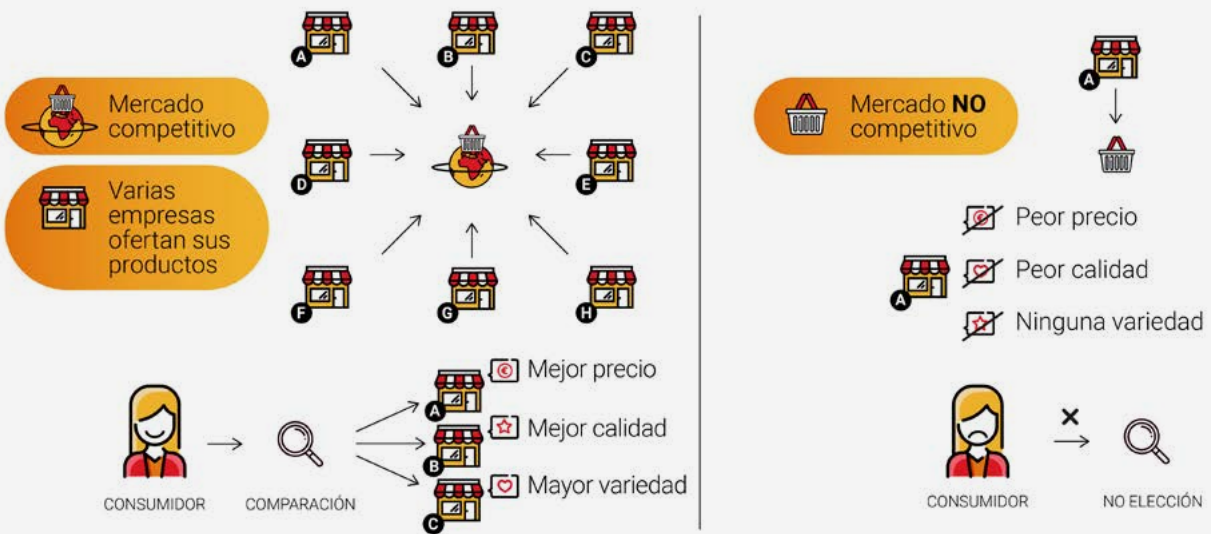 A
B
C
Mercado
competitivo
D
E
Varias
empresas
ofertan sus
productos
F
G
H
A
€ Mejor precio
B
Mejor calidad
C
Mayor variedad
CONSUMIDOR
COMPARACIÓN
A
Mercado NO
competitivo
€ Peor precio
A
Peor calidad
Ninguna variedad
CONSUMIDOR
NO ELECCIÓN